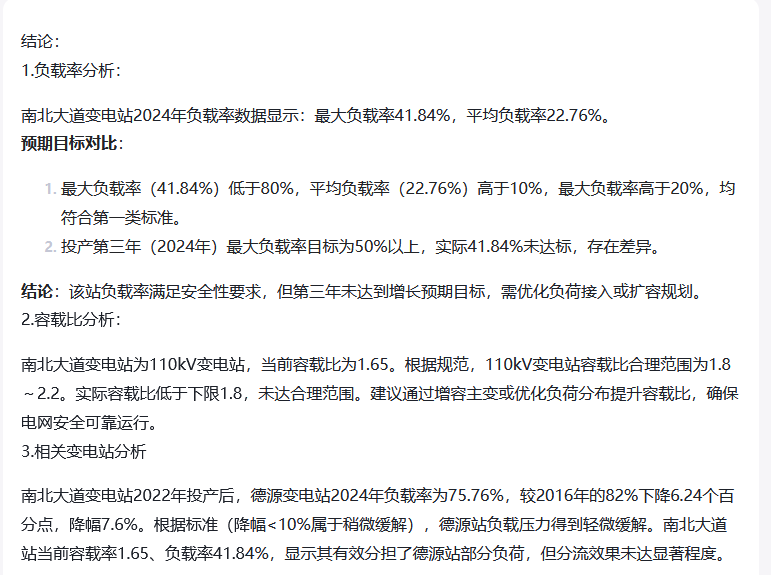 结论：
1.负载率分析：
南北大道变电站2024年负载率数据显示：最大负载率41.84%，平均负载率22.76%。
预期目标对比：
1. 最大负载率（41.84%）低于80%，平均负载率（22.76%）高于10%，最大负载率高于20%，均
符合第一类标准。
2. 投产第三年（2024年）最大负载率目标为50%以上，实际41.84%未达标，存在差异。
结论：该站负载率满足安全性要求，但第三年未达到增长预期目标，需优化负荷接入或扩容规划。
2.容载比分析：
南北大道变电站为110kV变电站，当前容载比为1.65。根据规范，110kV变电站容载比合理范围为1.8
～2.2。实际容载比低于下限1.8，未达合理范围。建议通过增容主变或优化负荷分布提升容载比，确保
电网安全可靠运行。
3.相关变电站分析
南北大道变电站2022年投产后，德源变电站2024年负载率为75.76%，较2016年的82%下降6.24个百
分点，降幅7.6%。根据标准（降幅<10%属于稍微缓解），德源站负载压力得到轻微缓解。南北大道
站当前容载率1.65、负载率41.84%，显示其有效分担了德源站部分负荷，但分流效果未达显著程度。